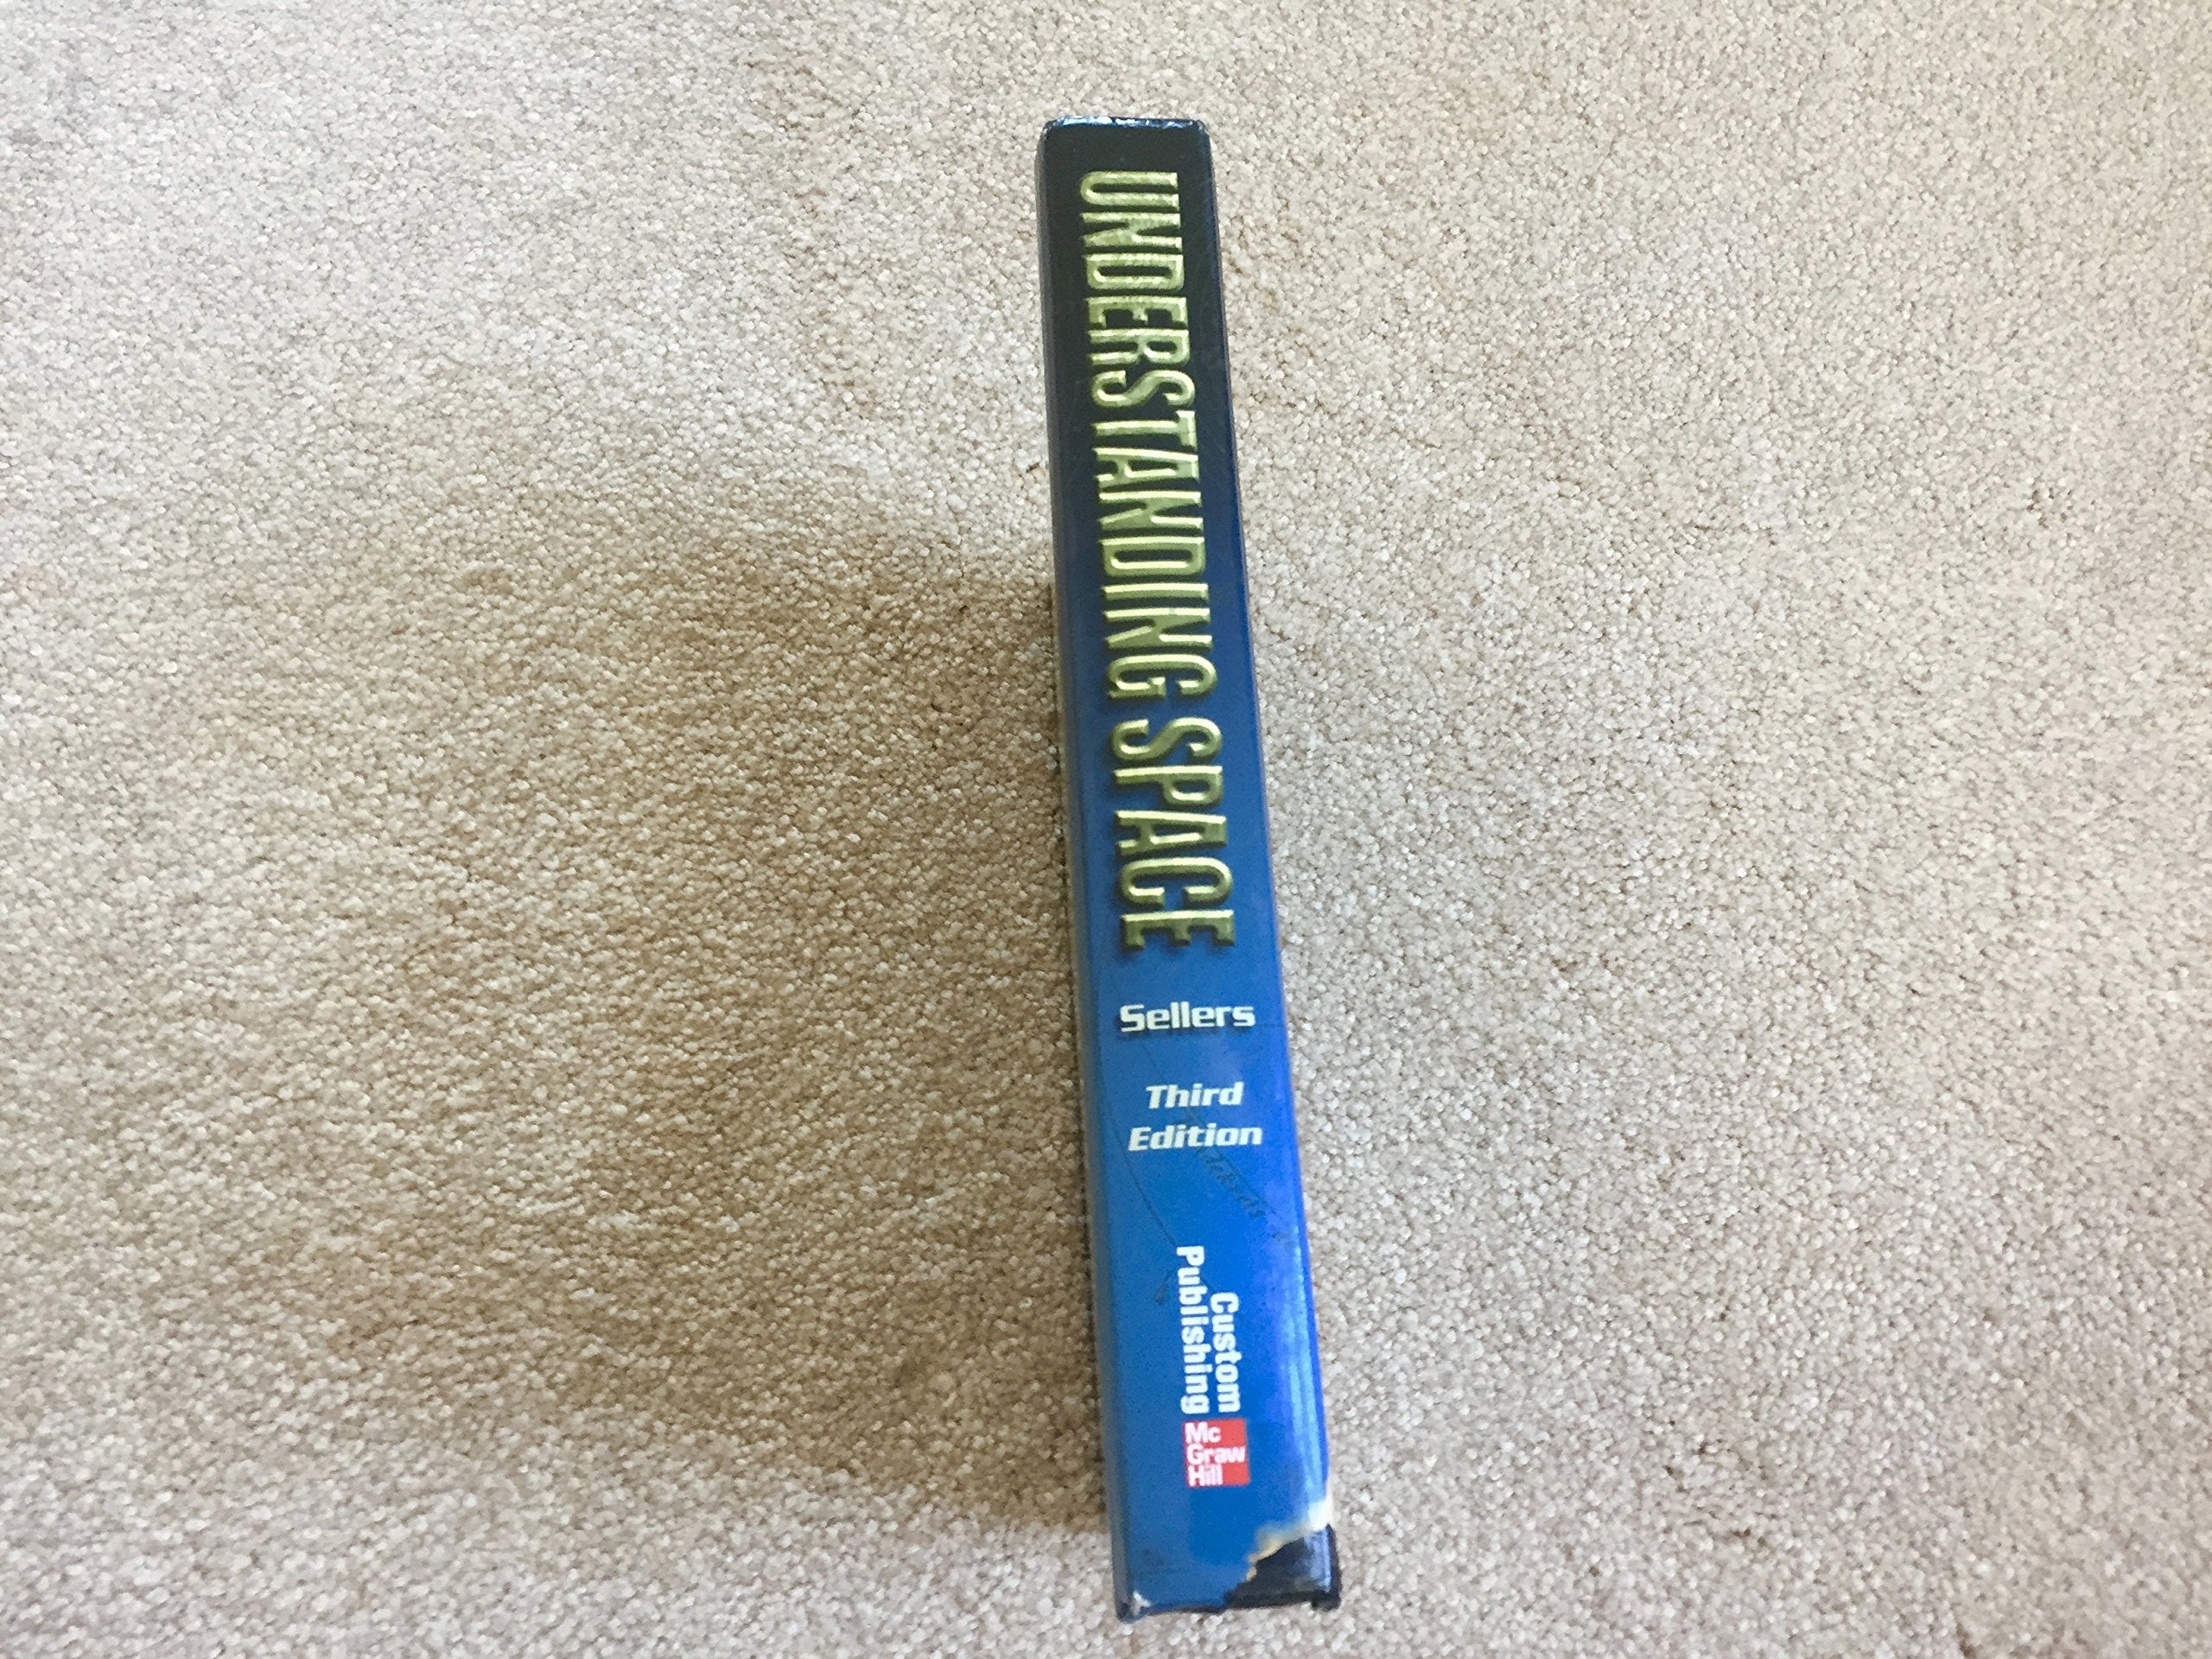 UNDERSTANDING SPACE
Sellers
Third
Edition
Custom
Publishing
Mc
Graw
Hill